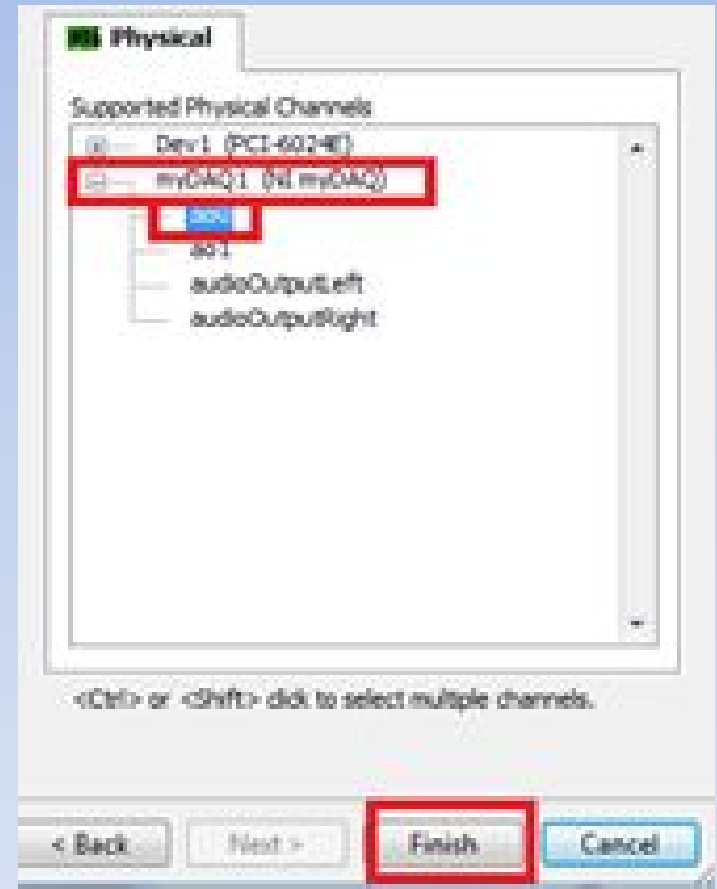 Physical
Supported Physical Channels
Dev1 (PCI-6024E)
myDAQ1 (NI myDAQ)
ao1
audioOutputLeft
audioOutputRight
<Ctrl> or <Shift> click to select multiple channels.
< Back Next > Finish Cancel